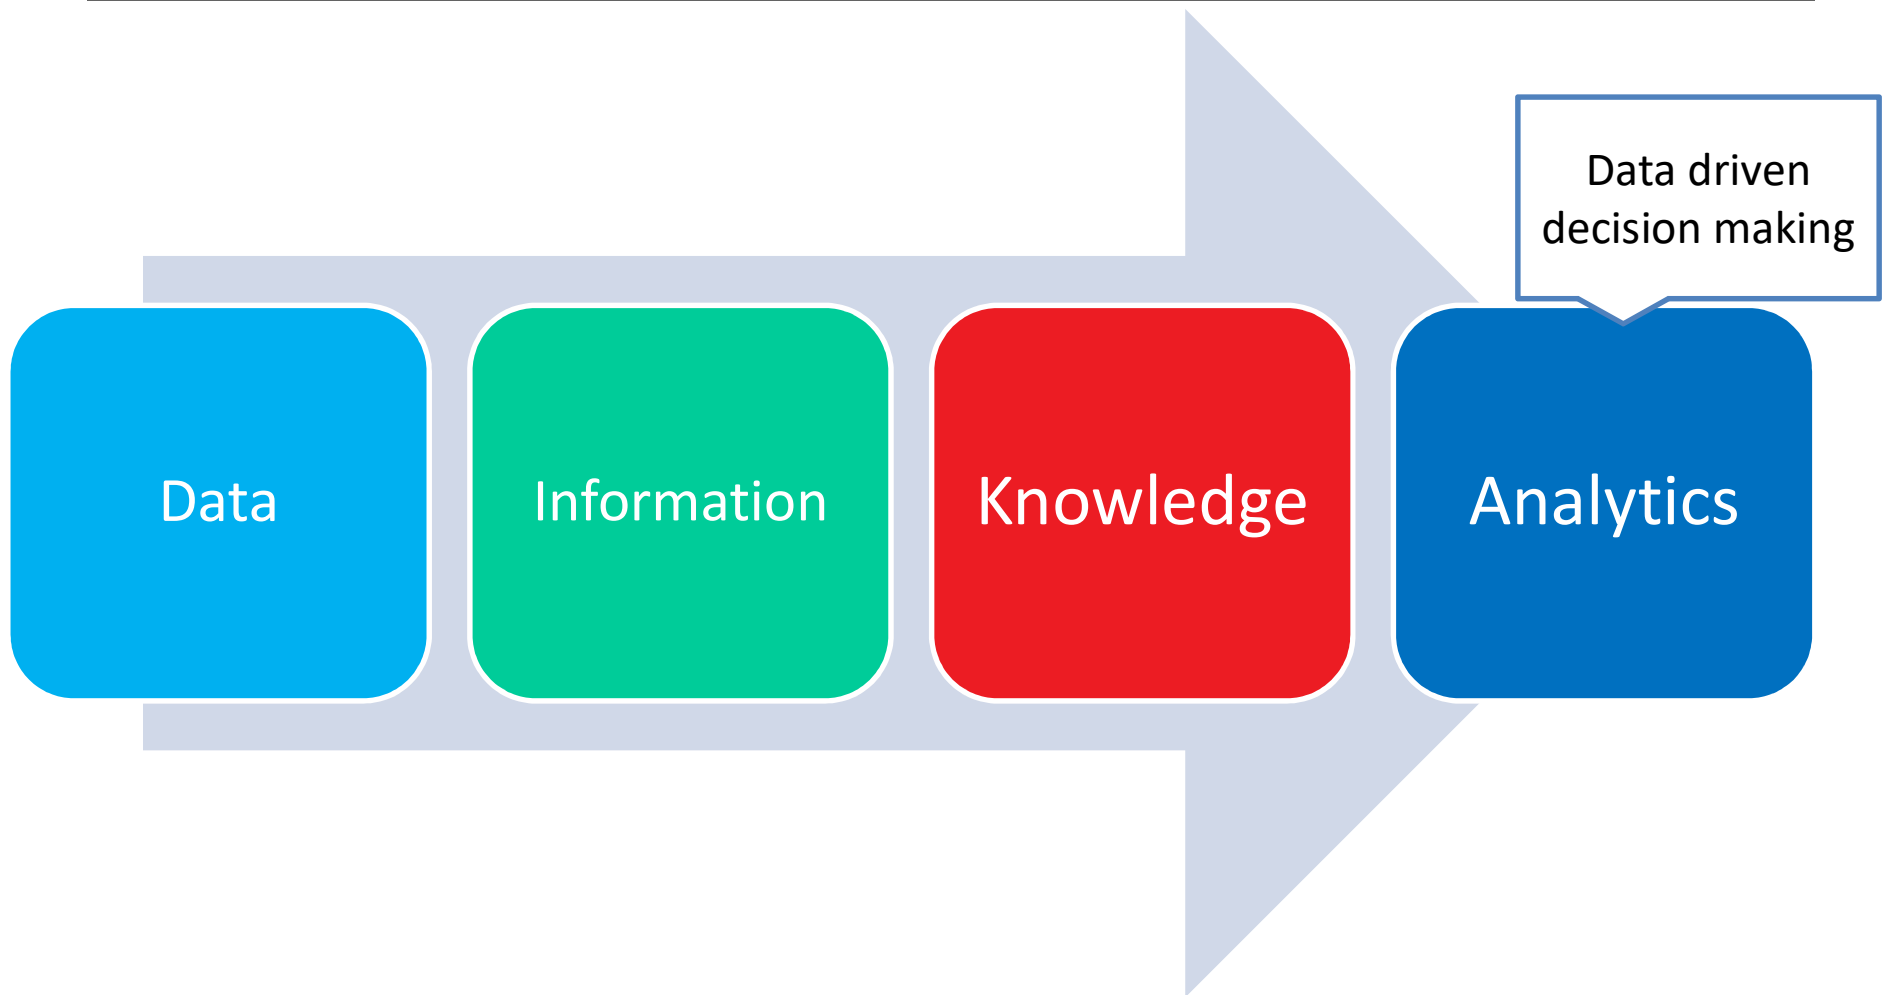 Data driven
decision making
Data
Information
Knowledge
Analytics